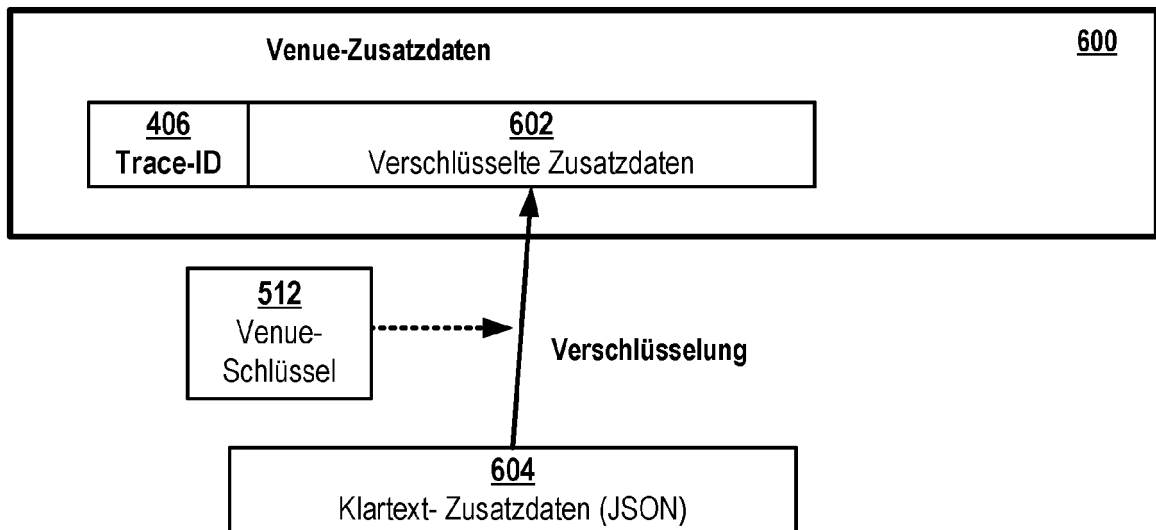 Venue-Zusatzdaten
600
406
Trace-ID
602
Verschlüsselte Zusatzdaten
512
Venue-
Schlüssel
Verschlüsselung
604
Klartext- Zusatzdaten (JSON)